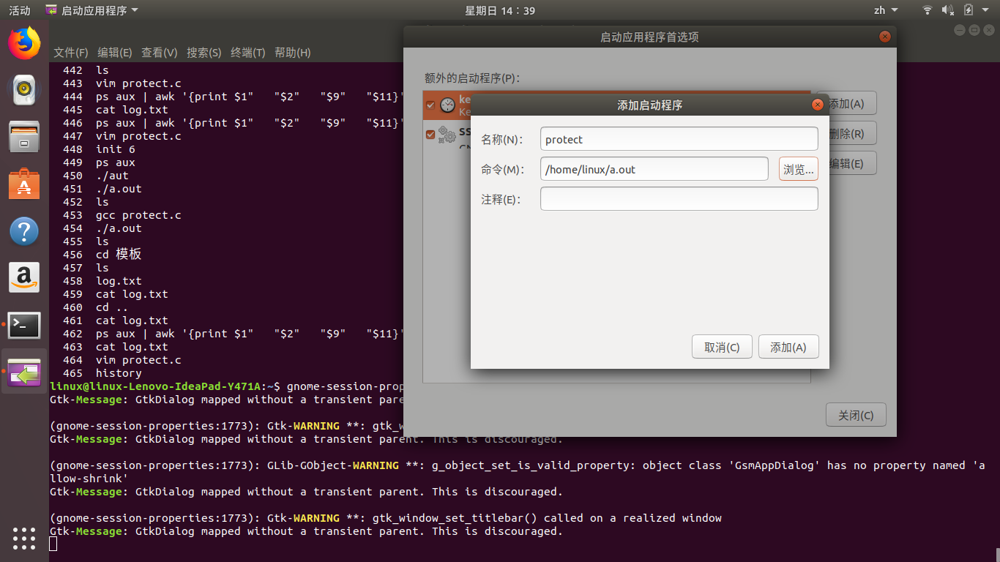 活动 启动应用程序 星期日 14：39 zh
启动应用程序首选项
文件(F) 编辑(E) 查看(V) 搜索(S) 终端(T) 帮助(H)
额外的启动程序(P)：
添加(A)
删除(R)
编辑(E)
关闭(C)
添加启动程序
名称(N)： protect
命令(M)： /home/linux/a.out 浏览...
注释(E)：
取消(C) 添加(A)
442 ls
443 vim protect.c
444 ps aux | awk '{print $1" "$2" "$9" "$11}'
445 cat log.txt
446 ps aux | awk '{print $1" "$2" "$9" "$11}'
447 vim protect.c
448 init 6
449 ps aux
450 ./aut
451 ./a.out
452 ls
453 gcc protect.c
454 ./a.out
455 ls
456 cd 模板
457 ls
458 log.txt
459 cat log.txt
460 cd ..
461 cat log.txt
462 ps aux | awk '{print $1" "$2" "$9" "$11}'
463 cat log.txt
464 vim protect.c
465 history
linux@linux-Lenovo-IdeaPad-Y471A:~$ gnome-session-prop
Gtk-Message: GtkDialog mapped without a transient pare
(gnome-session-properties:1773): Gtk-WARNING **: gtk_w
Gtk-Message: GtkDialog mapped without a transient parent. This is discouraged.
(gnome-session-properties:1773): GLib-GObject-WARNING **: g_object_set_is_valid_property: object class 'GsmAppDialog' has no property named 'a
llow-shrink'
Gtk-Message: GtkDialog mapped without a transient parent. This is discouraged.
(gnome-session-properties:1773): Gtk-WARNING **: gtk_window_set_titlebar() called on a realized window
Gtk-Message: GtkDialog mapped without a transient parent. This is discouraged.